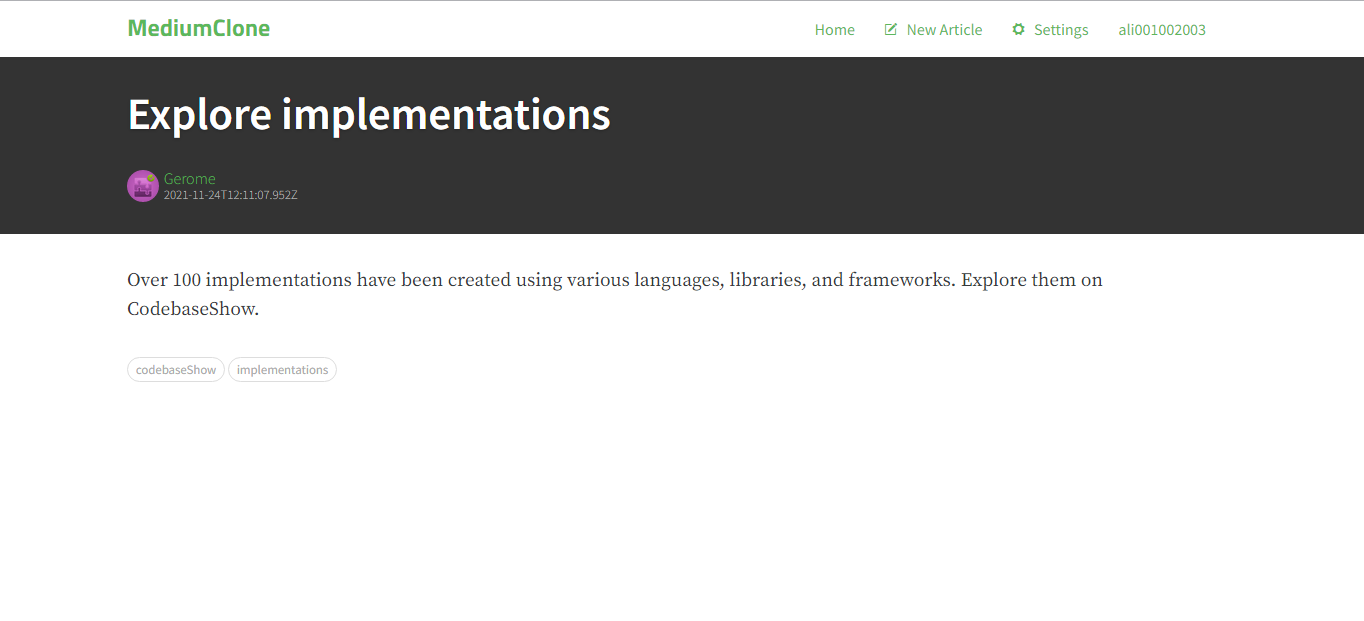 MediumClone
Home New Article Settings ali001002003
Explore implementations
Gerome
2021-11-24T12:11:07.952Z
Over 100 implementations have been created using various languages, libraries, and frameworks. Explore them on
CodebaseShow.
codebaseShow implementations